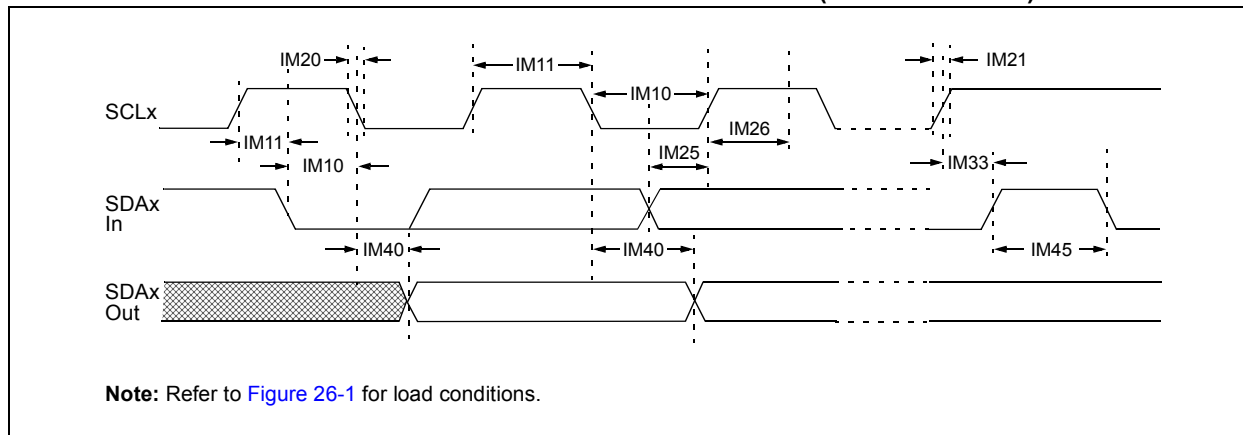 IM20
IM11
IM21
SCLx
IM10
IM11
IM26
IM10
IM25
IM33
SDAx
In
IM40
IM40
IM45
SDAx
Out
Note: Refer to Figure 26-1 for load conditions.